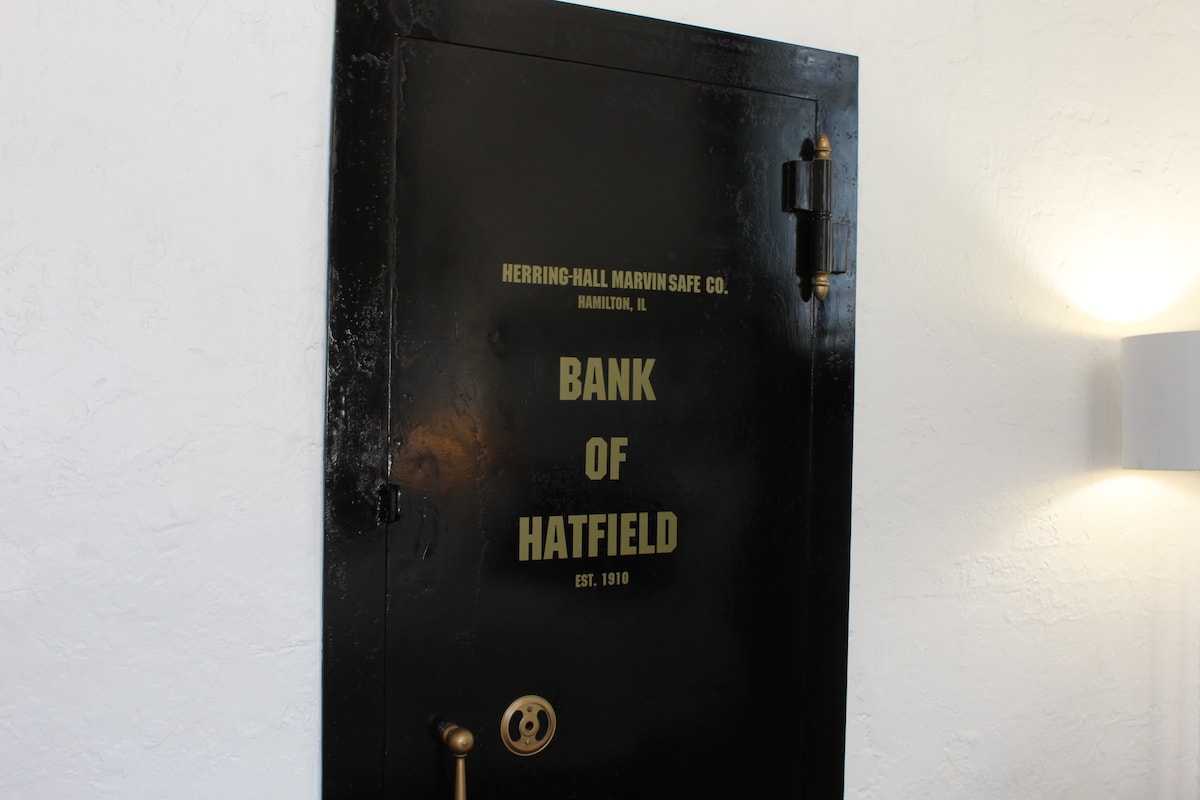 HERRING-HALL MARVIN SAFE CO.
HAMILTON, IL
BANK
OF
HATFIELD
EST. 1910